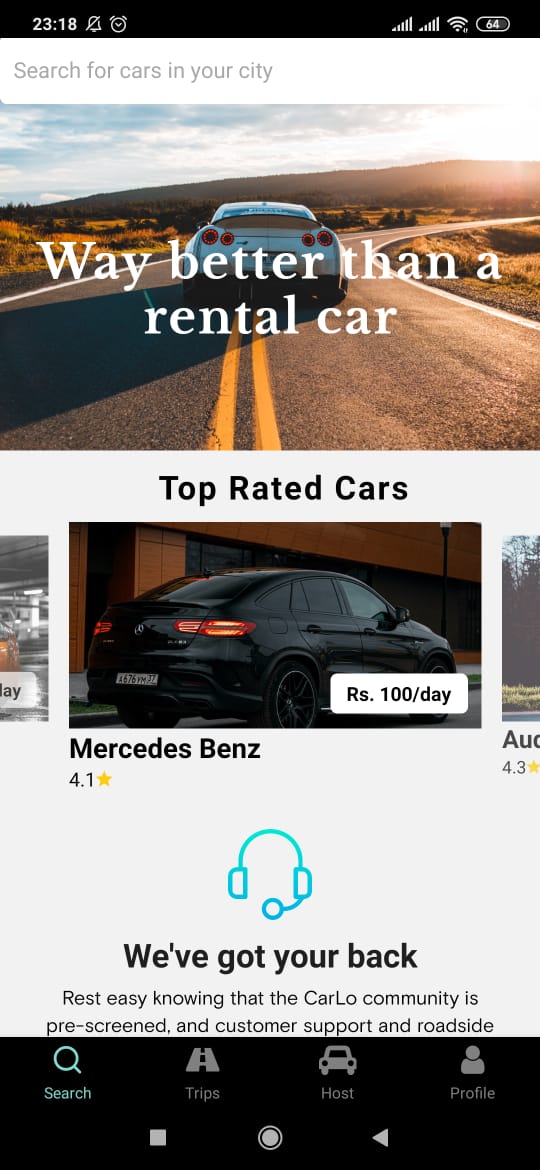 23:18
64
Search for cars in your city
Way better than a
rental car
Top Rated Cars
A676УМ 37
lay
Rs. 100/day
Mercedes Benz
4.1
Aud
4.3
We've got your back
Rest easy knowing that the CarLo community is
pre-screened, and customer support and roadside
Search
Trips
Host
Profile